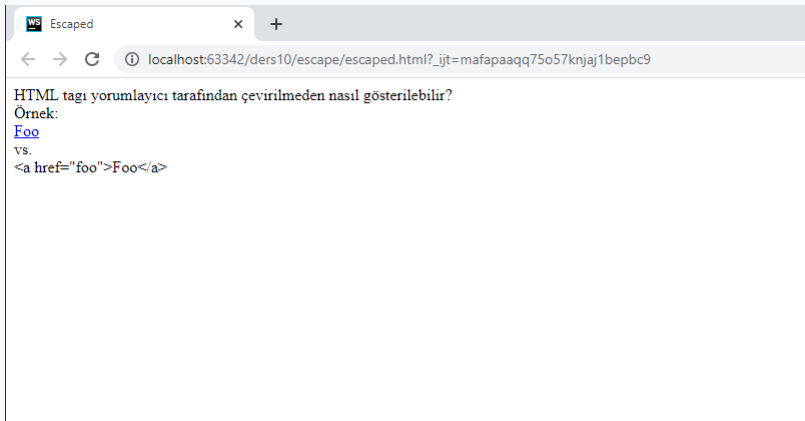 WS Escaped
localhost:63342/ders10/escape/escaped.html?_ijt=mafapaaqq75o57knjaj1bepbc9
HTML tagı yorumlayıcı tarafından çevirilmeden nasıl gösterilebilir?
Örnek:
Foo
vs.
<a href="foo">Foo</a>